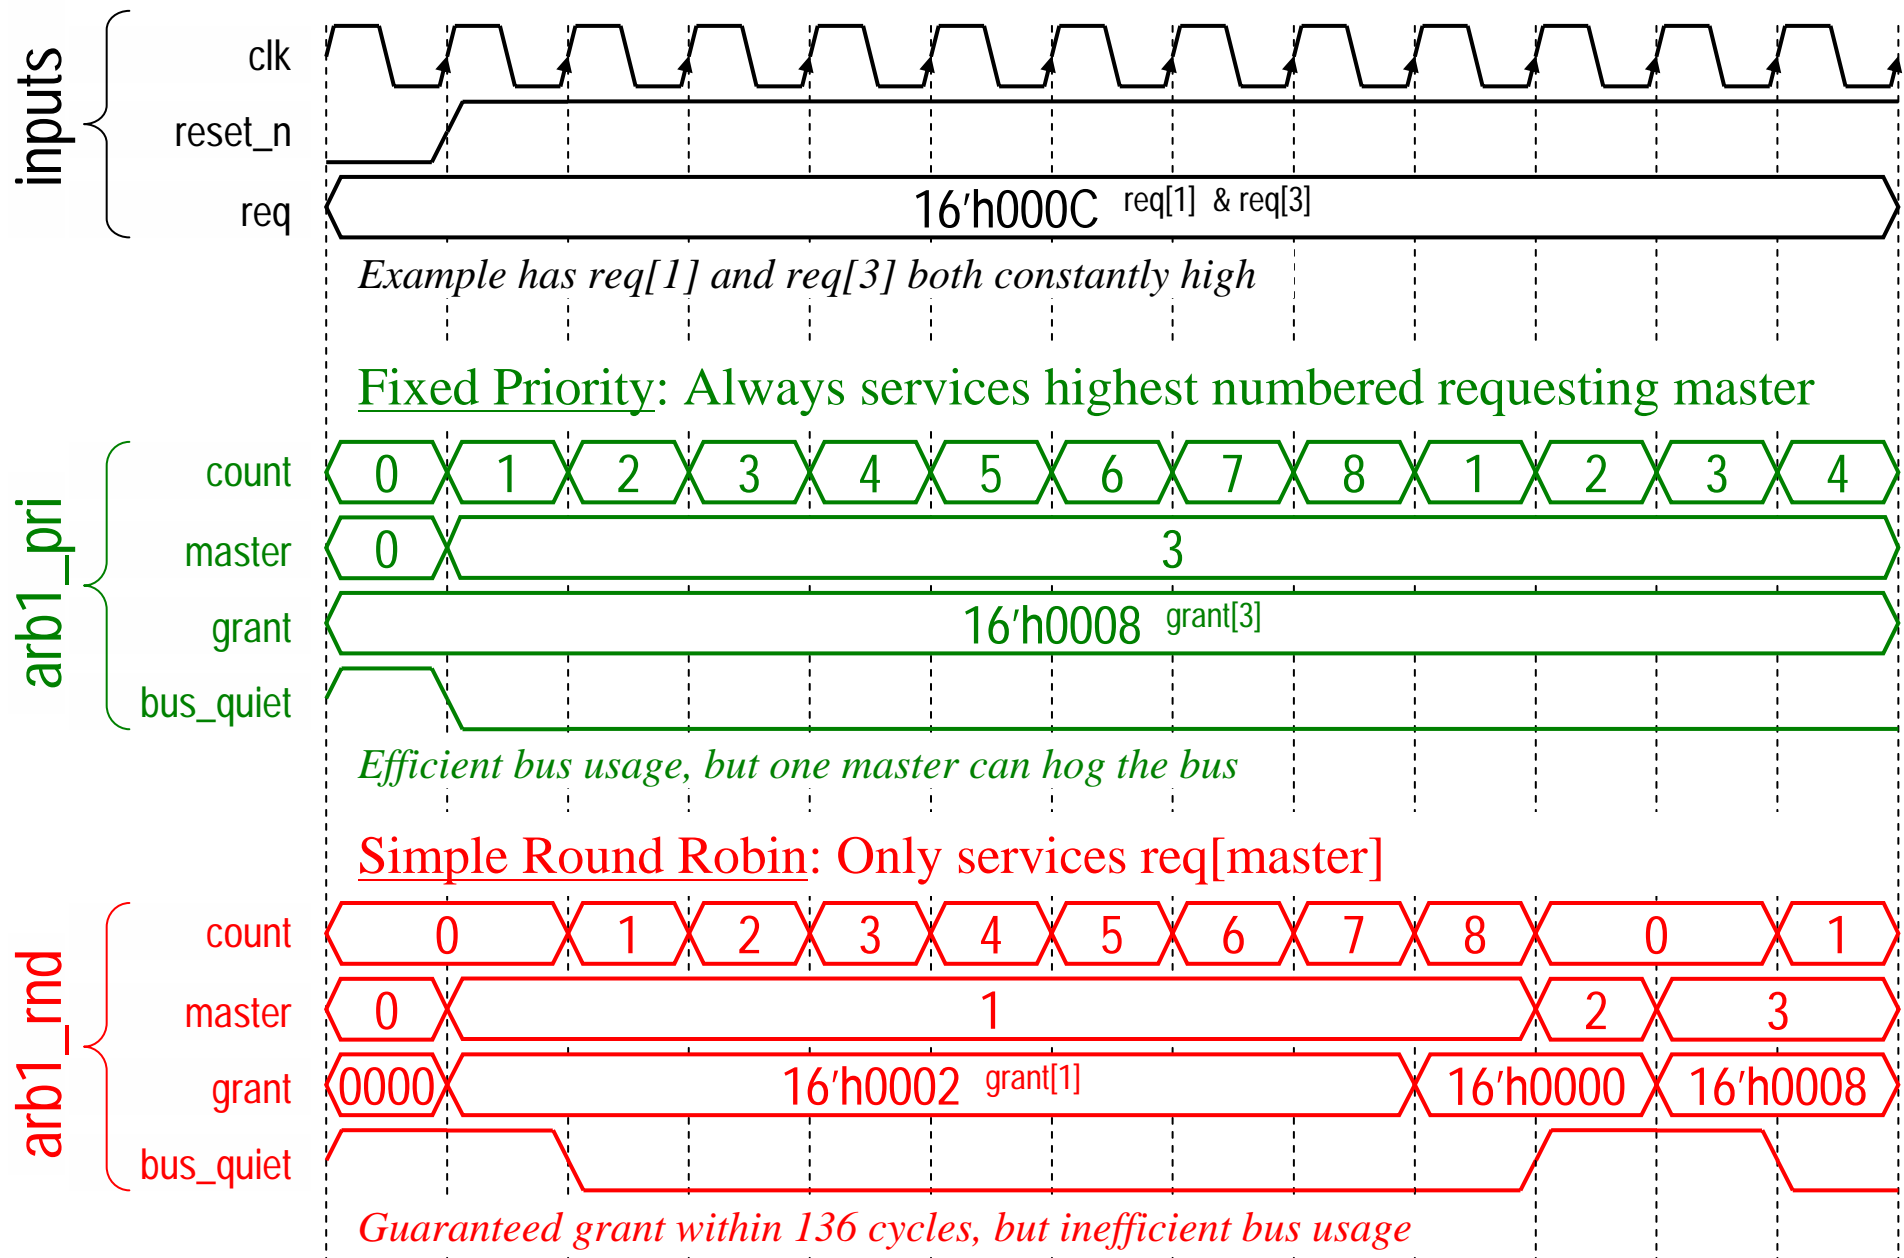 inputs
clk
reset_n
req
16'h000C req[1] & req[3]
Example has req[1] and req[3] both constantly high
Fixed Priority: Always services highest numbered requesting master
arb1_pri
count
0 1 2 3 4 5 6 7 8 1 2 3 4
master
0 3
grant
16'h0008 grant[3]
bus_quiet
Efficient bus usage, but one master can hog the bus
Simple Round Robin: Only services req[master]
arb1_rnd
count
0 1 2 3 4 5 6 7 8 0 1
master
0 1 2 3
grant
0000 16'h0002 grant[1] 16'h0000 16'h0008
bus_quiet
Guaranteed grant within 136 cycles, but inefficient bus usage